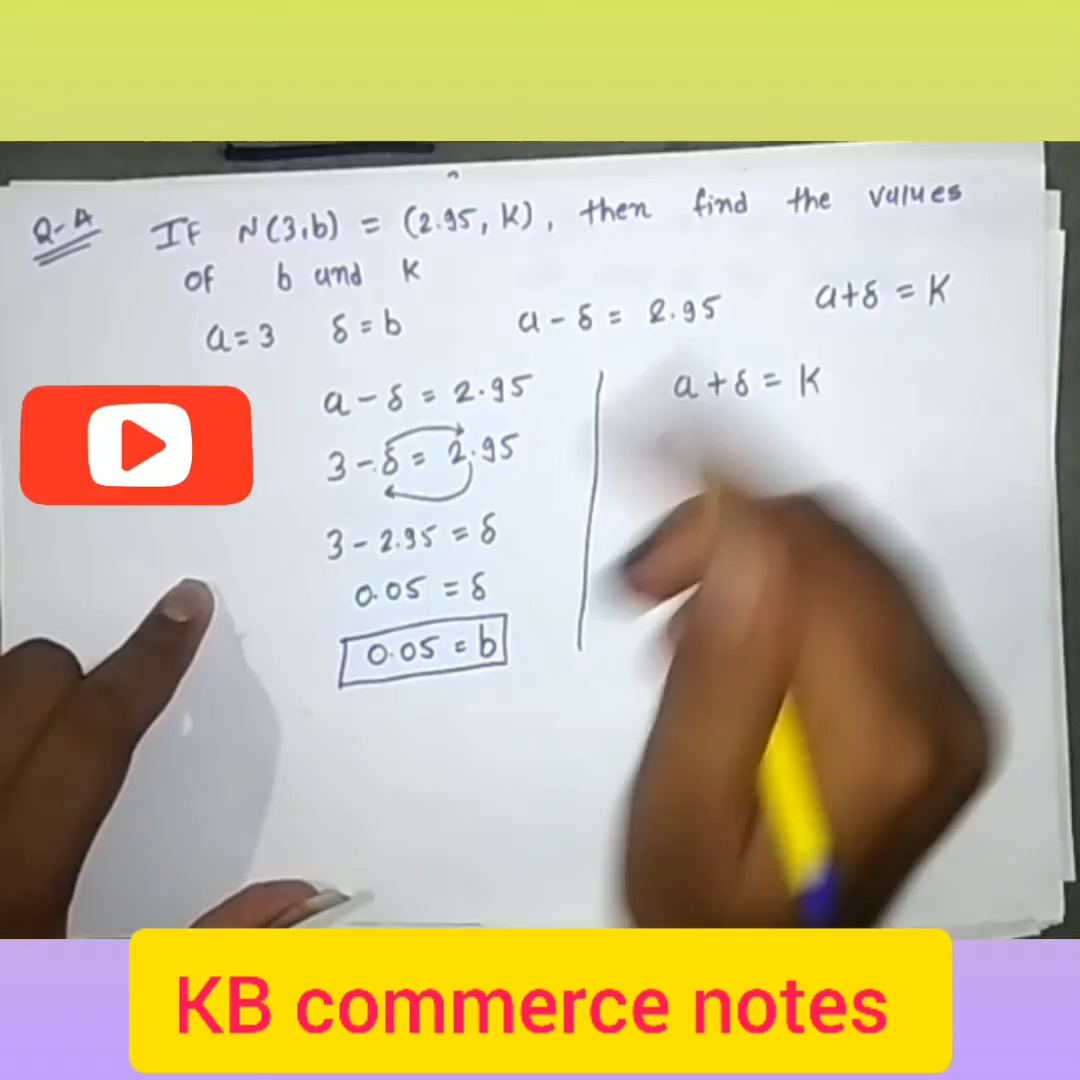 Q-A IF N(3,b) = (2.95, K), then find the values
of b and K
a=3 δ=b a-δ= 2.95 a+δ=K
a-δ=2.95
3-δ= 2.95
3-2.95=δ
0.05=δ
0.05=b
a+δ=K
KB commerce notes